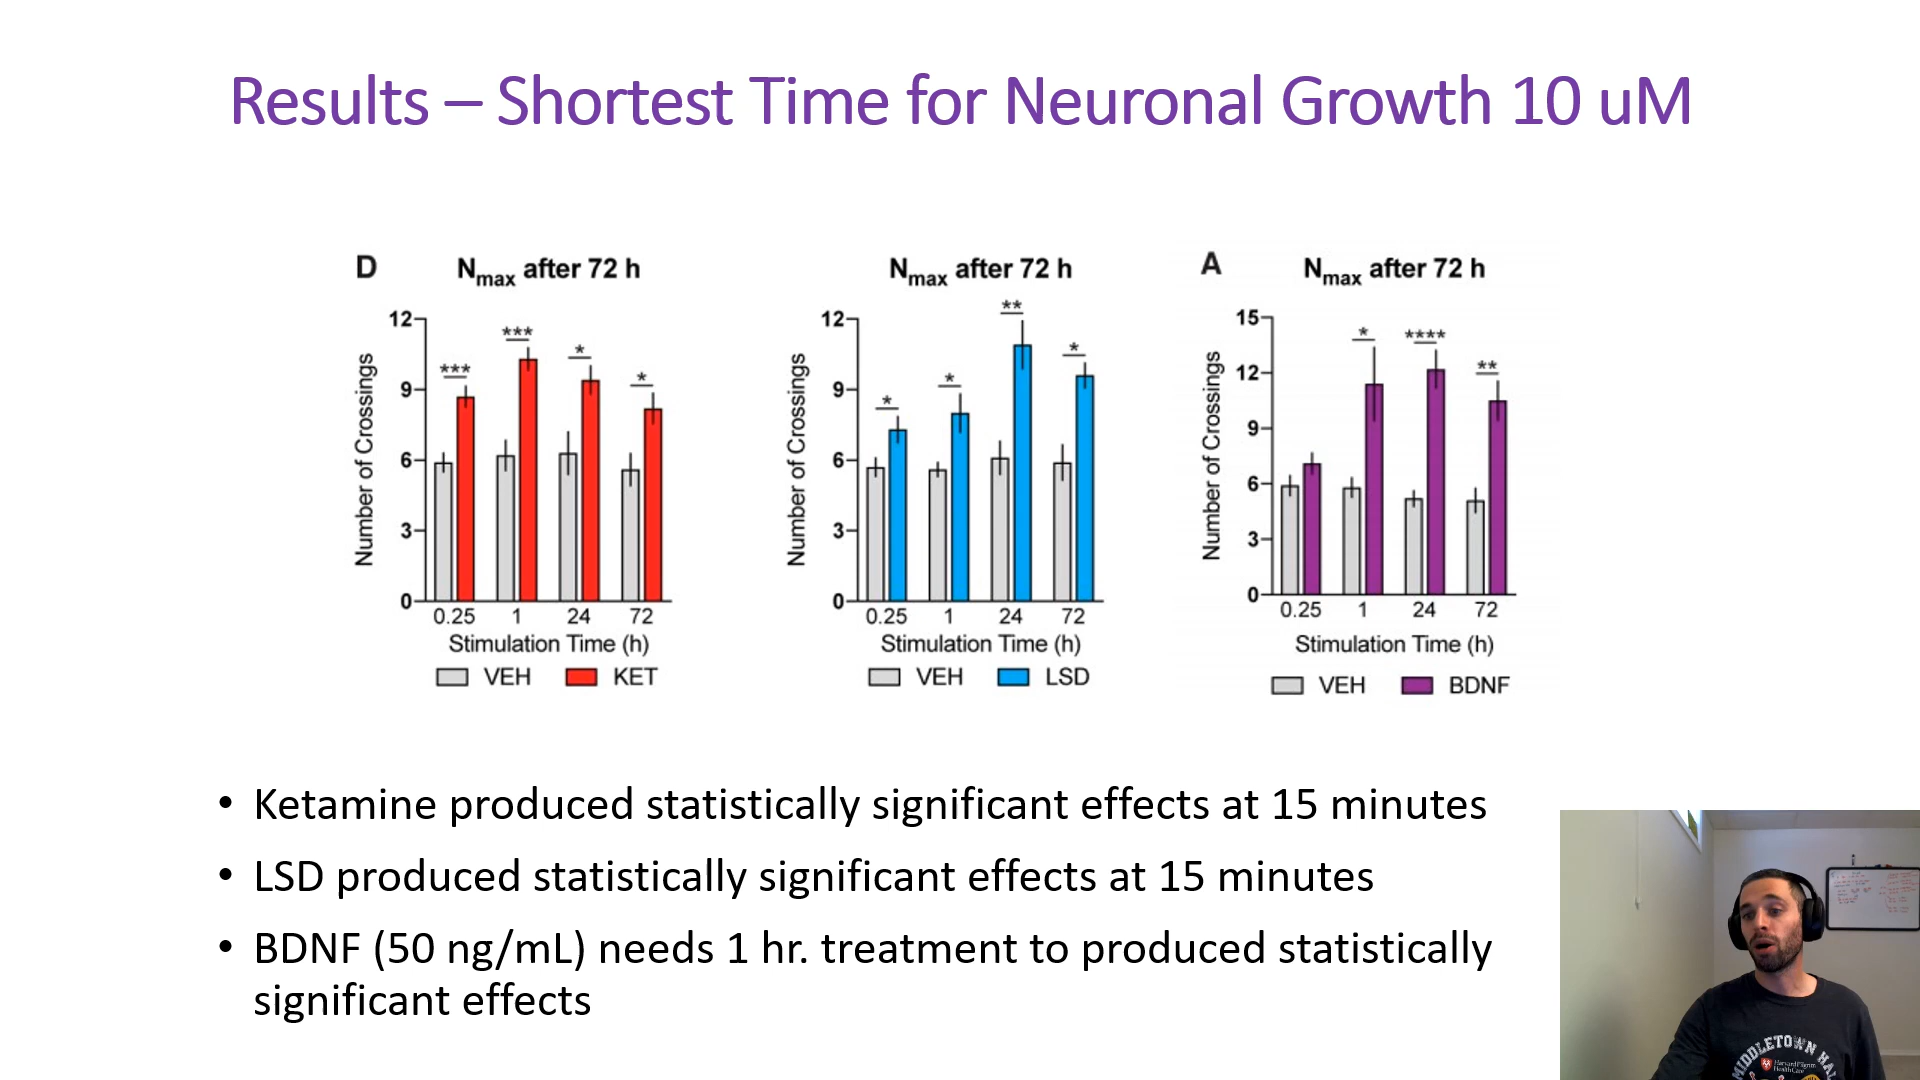 Results – Shortest Time for Neuronal Growth 10 uM
D
Nmax after 72 h
Number of Crossings
12
9
6
3
0
***
***
*
*
0.25 1 24 72
Stimulation Time (h)
VEH KET
Nmax after 72 h
Number of Crossings
12
9
6
3
0
*
*
**
*
0.25 1 24 72
Stimulation Time (h)
VEH LSD
A
Nmax after 72 h
Number of Crossings
15
12
9
6
3
0
*
****
**
0.25 1 24 72
Stimulation Time (h)
VEH BDNF
• Ketamine produced statistically significant effects at 15 minutes
• LSD produced statistically significant effects at 15 minutes
• BDNF (50 ng/mL) needs 1 hr. treatment to produced statistically
significant effects
MIDDLETOWN HAL
Harvard Pilgrim
HealthCare